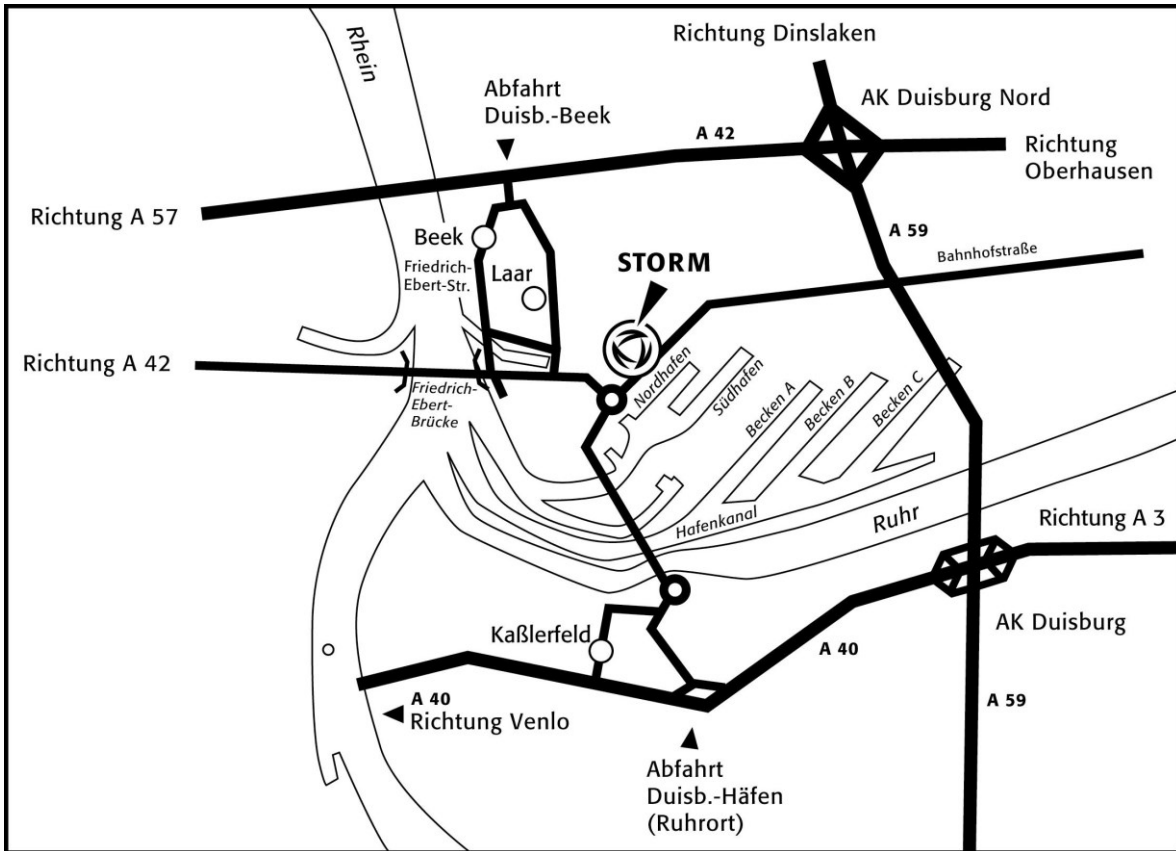 Rhein
Richtung Dinslaken
Abfahrt
Duisb.-Beek
AK Duisburg Nord
A 42
Richtung
Oberhausen
Richtung A 57
A 59
Beek
Bahnhofstraße
Friedrich-
Ebert-Str.
Laar
STORM
Richtung A 42
Friedrich-
Ebert-
Brücke
Nordhafen
Südhafen
Becken A
Becken B
Becken C
Hafenkanal
Ruhr
Richtung A 3
AK Duisburg
Kaßlerfeld
A 40
A 40
Richtung Venlo
A 59
Abfahrt
Duisb.-Häfen
(Ruhrort)